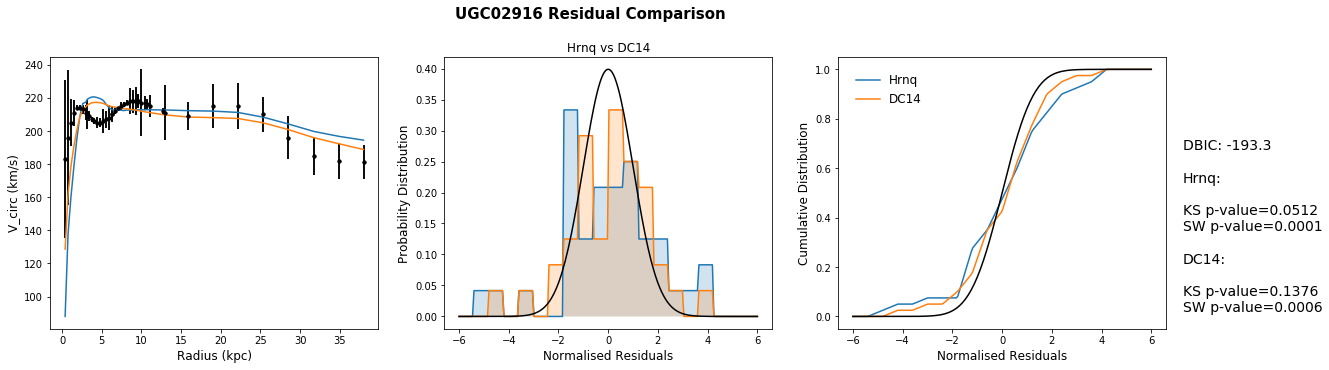 UGC02916 Residual Comparison
V_circ (km/s)
240
220
200
180
160
140
120
100
0 5 10 15 20 25 30 35
Radius (kpc)
Hrnq vs DC14
Probability Distribution
0.40
0.35
0.30
0.25
0.20
0.15
0.10
0.05
0.00
−6 −4 −2 0 2 4 6
Normalised Residuals
Cumulative Distribution
1.0
0.8
0.6
0.4
0.2
0.0
Hrnq
DC14
−6 −4 −2 0 2 4 6
Normalised Residuals
DBIC: -193.3
Hrnq:
KS p-value=0.0512
SW p-value=0.0001
DC14:
KS p-value=0.1376
SW p-value=0.0006